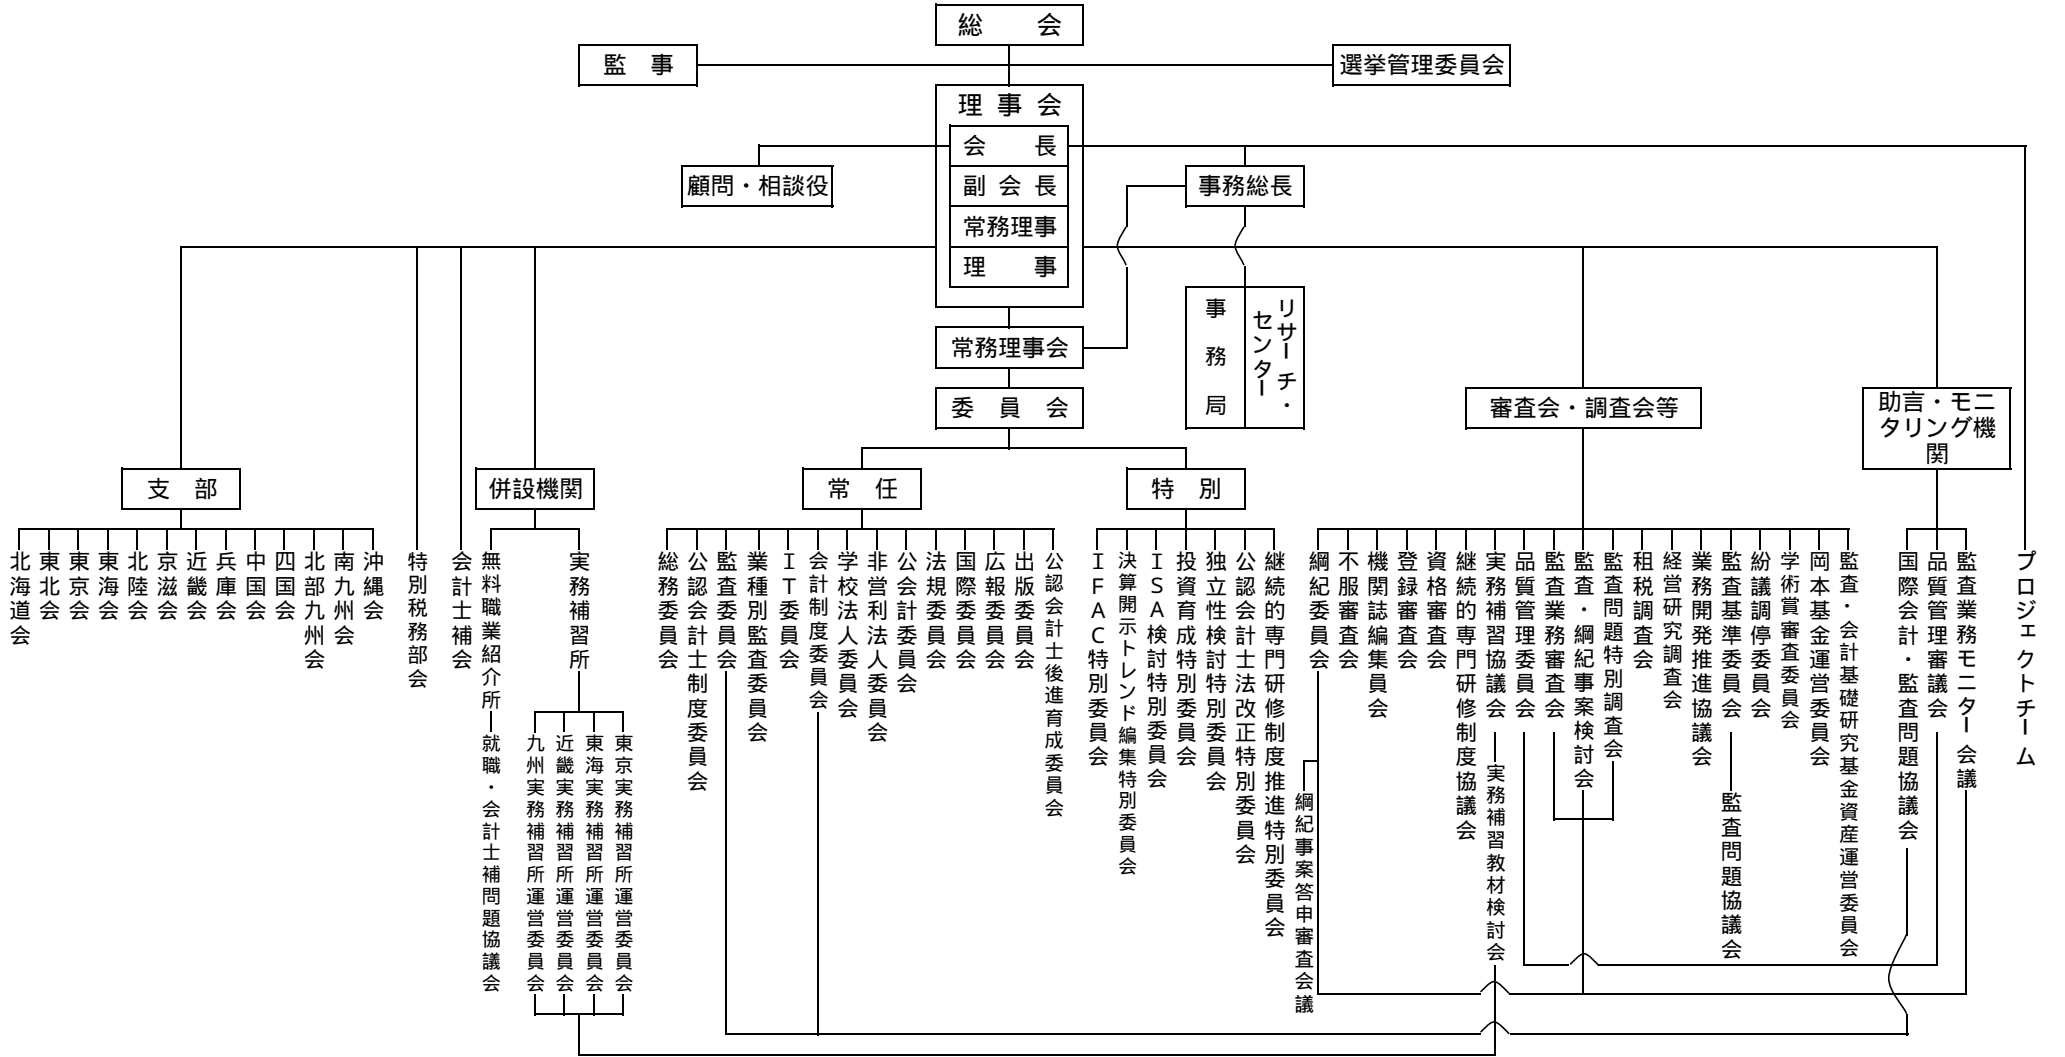 総　会
監　事
選挙管理委員会
理事会
会　長
副会長
常務理事
理　事
顧問・相談役
事務総長
常務理事会
委員会
事務局
リサーチ・
センター
審査会・調査会等
助言・モニ
タリング機
関
支　部
併設機関
常　任
特　別
北海道会
東北会
東京会
東海会
北陸会
京滋会
近畿会
兵庫会
中国会
四国会
北部九州会
南九州会
沖縄会
特別税務部会
会計士補会
無料職業紹介所
就職・会計士補問題協議会
実務補習所
九州実務補習所運営委員会
近畿実務補習所運営委員会
東海実務補習所運営委員会
東京実務補習所運営委員会
総務委員会
公認会計士制度委員会
監査委員会
業種別監査委員会
ＩＴ委員会
会計制度委員会
学校法人委員会
非営利法人委員会
公会計委員会
法規委員会
国際委員会
広報委員会
出版委員会
公認会計士後進育成委員会
ＩＦＡＣ特別委員会
決算開示トレンド編集特別委員会
ＩＳＡ検討特別委員会
投資育成特別委員会
独立性検討特別委員会
公認会計士法改正特別委員会
継続的専門研修制度推進特別委員会
綱紀委員会
綱紀事案答申審査会議
不服審査会
機関誌編集員会
登録審査会
資格審査会
継続的専門研修制度協議会
実務補習協議会
実務補習教材検討会
品質管理委員会
監査業務審査会
監査・綱紀事案検討会
監査問題特別調査会
租税調査会
経営研究調査会
業務開発推進協議会
監査基準委員会
監査問題協議会
紛議調停委員会
学術賞審査委員会
岡本基金運営委員会
監査・会計基礎研究基金資産運営委員会
国際会計・監査問題協議会
品質管理審議会
監査業務モニター会議
プロジェクトチーム